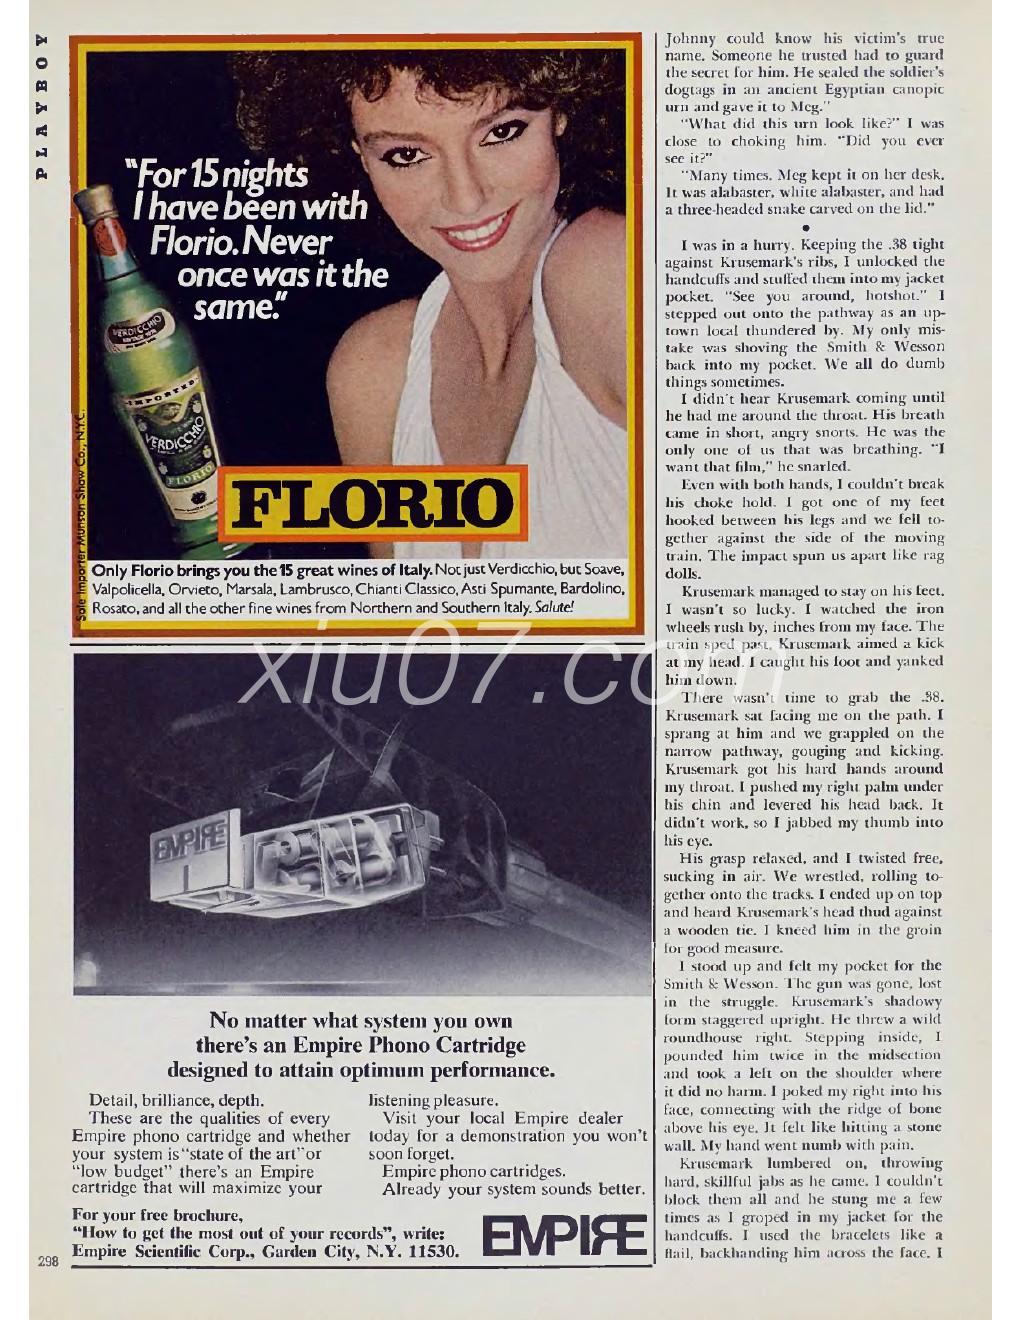 PLAYBOY
"For 15 nights
I have been with
Florio. Never
once was it the
same."
VERDICCHIO
IMPORTED
VERDICCHIO
FLORIO
Sole Importer Munson Shaw Co., N.Y.C.
FLORIO
Only Florio brings you the 15 great wines of Italy. Not just Verdicchio, but Soave,
Valpolicella, Orvieto, Marsala, Lambrusco, Chianti Classico, Asti Spumante, Bardolino,
Rosato, and all the other fine wines from Northern and Southern Italy. Salute!
EMPIRE
No matter what system you own
there's an Empire Phono Cartridge
designed to attain optimum performance.
Detail, brilliance, depth.
These are the qualities of every
Empire phono cartridge and whether
your system is "state of the art" or
"low budget" there's an Empire
cartridge that will maximize your
listening pleasure.
Visit your local Empire dealer
today for a demonstration you won't
soon forget.
Empire phono cartridges.
Already your system sounds better.
For your free brochure,
"How to get the most out of your records", write:
Empire Scientific Corp., Garden City, N.Y. 11530.
EMPIRE
298
Johnny could know his victim's true
name. Someone he trusted had to guard
the secret for him. He sealed the soldier's
dogtags in an ancient Egyptian canopic
urn and gave it to Meg."
"What did this urn look like?" I was
close to choking him. "Did you ever
see it?"
"Many times. Meg kept it on her desk.
It was alabaster, white alabaster, and had
a three-headed snake carved on the lid."
•
I was in a hurry. Keeping the .38 tight
against Krusemark's ribs, I unlocked the
handcuffs and stuffed them into my jacket
pocket. "See you around, hotshot." I
stepped out onto the pathway as an up-
town local thundered by. My only mis-
take was shoving the Smith & Wesson
back into my pocket. We all do dumb
things sometimes.
I didn't hear Krusemark coming until
he had me around the throat. His breath
came in short, angry snorts. He was the
only one of us that was breathing. "I
want that film," he snarled.
Even with both hands, I couldn't break
his choke hold. I got one of my feet
hooked between his legs and we fell to-
gether against the side of the moving
train. The impact spun us apart like rag
dolls.
Krusemark managed to stay on his feet.
I wasn't so lucky. I watched the iron
wheels rush by, inches from my face. The
train sped past. Krusemark aimed a kick
at my head. I caught his foot and yanked
him down.
There wasn't time to grab the .38.
Krusemark sat facing me on the path. I
sprang at him and we grappled on the
narrow pathway, gouging and kicking.
Krusemark got his hard hands around
my throat. I pushed my right palm under
his chin and levered his head back. It
didn't work, so I jabbed my thumb into
his eye.
His grasp relaxed, and I twisted free,
sucking in air. We wrestled, rolling to-
gether onto the tracks. I ended up on top
and heard Krusemark's head thud against
a wooden tie. I kneed him in the groin
for good measure.
I stood up and felt my pocket for the
Smith & Wesson. The gun was gone, lost
in the struggle. Krusemark's shadowy
form staggered upright. He threw a wild
roundhouse right. Stepping inside, I
pounded him twice in the midsection
and took a left on the shoulder where
it did no harm. I poked my right into his
face, connecting with the ridge of bone
above his eye. It felt like hitting a stone
wall. My hand went numb with pain.
Krusemark lumbered on, throwing
hard, skillful jabs as he came. I couldn't
block them all and he stung me a few
times as I groped in my jacket for the
handcuffs. I used the bracelets like a
flail, backhanding him across the face. I
xiu07.com